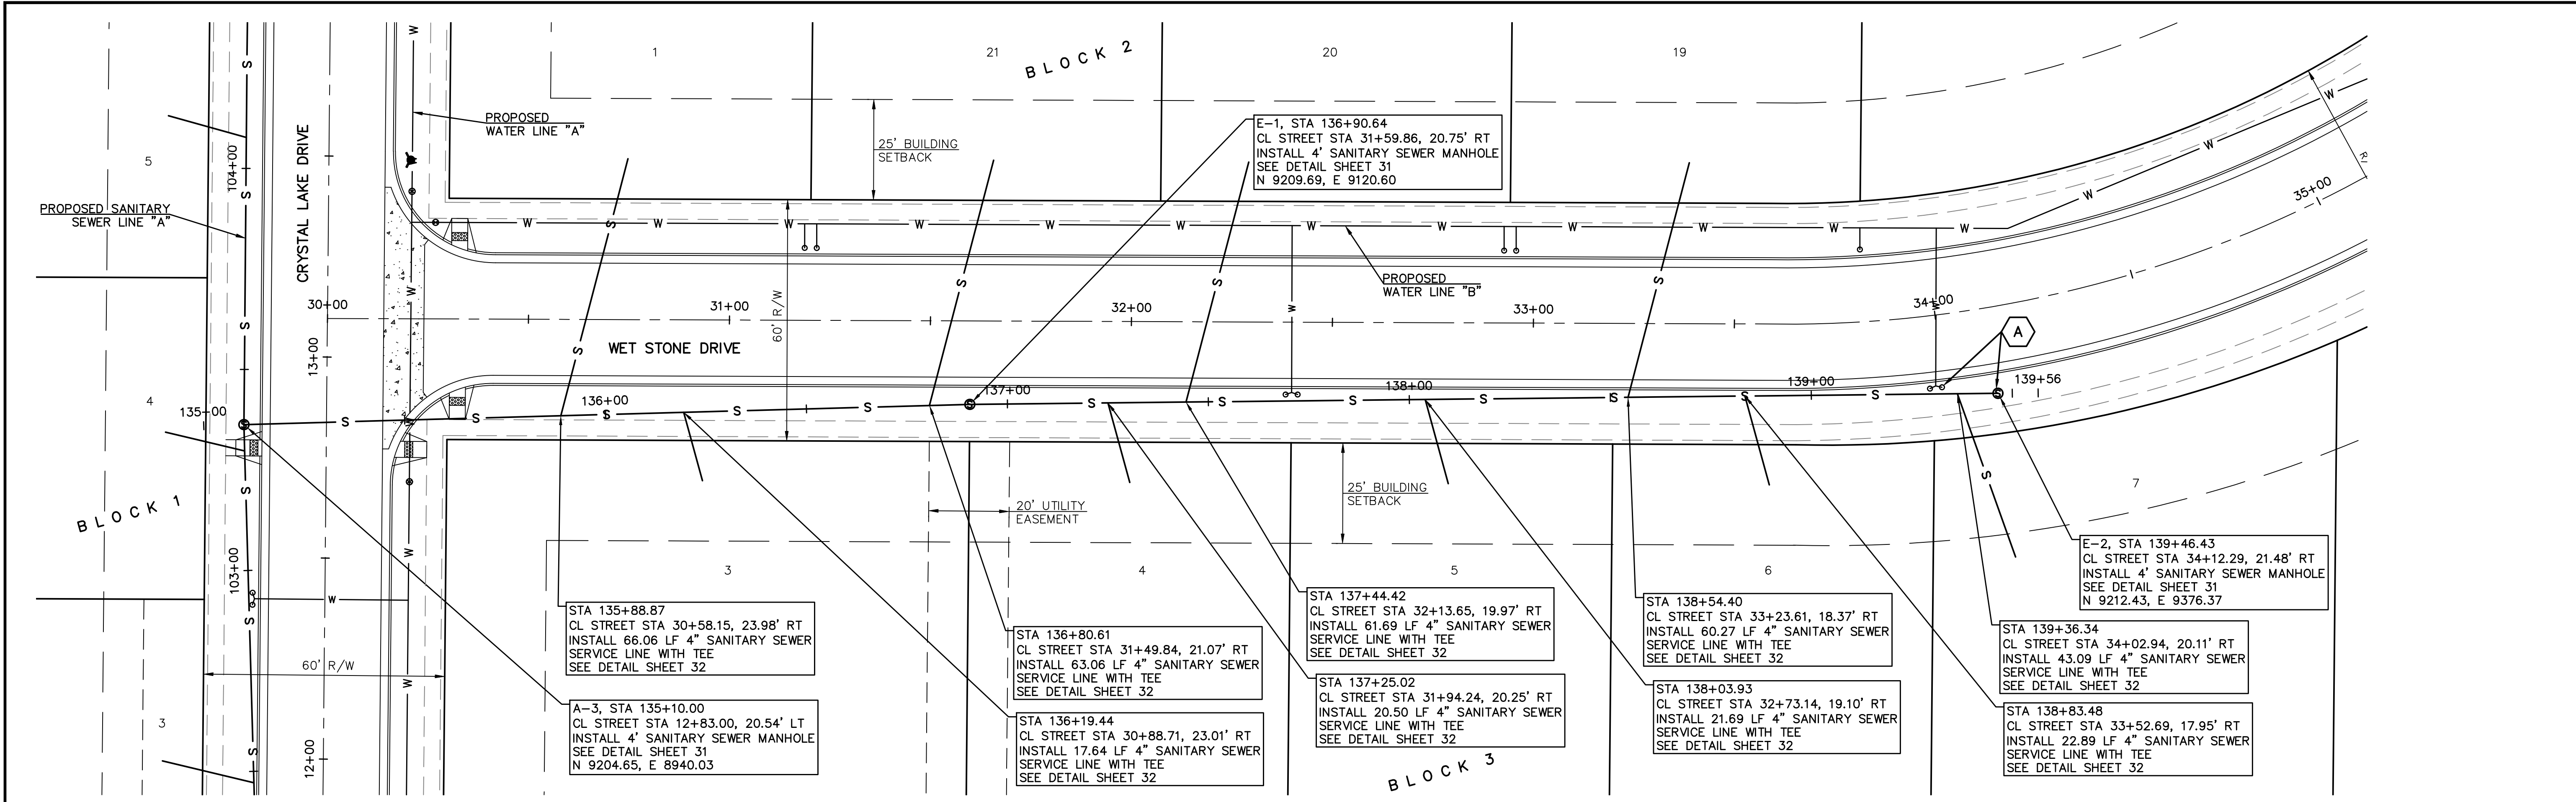 1
21
BLOCK 2
20
19
5
104+00
CRYSTAL LAKE DRIVE
PROPOSED
WATER LINE "A"
25' BUILDING
SETBACK
E-1, STA 136+90.64
CL STREET STA 31+59.86, 20.75' RT
INSTALL 4' SANITARY SEWER MANHOLE
SEE DETAIL SHEET 31
N 9209.69, E 9120.60
35+00
PROPOSED SANITARY
SEWER LINE "A"
PROPOSED
WATER LINE "B"
30+00
31+00
32+00
33+00
34+00
60' R/W
13+00
WET STONE DRIVE
A
4
135+00
136+00
137+00
138+00
139+00
139+56
BLOCK 1
20' UTILITY
EASEMENT
25' BUILDING
SETBACK
7
103+00
3
4
5
6
E-2, STA 139+46.43
CL STREET STA 34+12.29, 21.48' RT
INSTALL 4' SANITARY SEWER MANHOLE
SEE DETAIL SHEET 31
N 9212.43, E 9376.37
STA 135+88.87
CL STREET STA 30+58.15, 23.98' RT
INSTALL 66.06 LF 4" SANITARY SEWER
SERVICE LINE WITH TEE
SEE DETAIL SHEET 32
STA 136+80.61
CL STREET STA 31+49.84, 21.07' RT
INSTALL 63.06 LF 4" SANITARY SEWER
SERVICE LINE WITH TEE
SEE DETAIL SHEET 32
STA 137+44.42
CL STREET STA 32+13.65, 19.97' RT
INSTALL 61.69 LF 4" SANITARY SEWER
SERVICE LINE WITH TEE
SEE DETAIL SHEET 32
STA 138+54.40
CL STREET STA 33+23.61, 18.37' RT
INSTALL 60.27 LF 4" SANITARY SEWER
SERVICE LINE WITH TEE
SEE DETAIL SHEET 32
STA 139+36.34
CL STREET STA 34+02.94, 20.11' RT
INSTALL 43.09 LF 4" SANITARY SEWER
SERVICE LINE WITH TEE
SEE DETAIL SHEET 32
60' R/W
3
12+00
A-3, STA 135+10.00
CL STREET STA 12+83.00, 20.54' LT
INSTALL 4' SANITARY SEWER MANHOLE
SEE DETAIL SHEET 31
N 9204.65, E 8940.03
STA 136+19.44
CL STREET STA 30+88.71, 23.01' RT
INSTALL 17.64 LF 4" SANITARY SEWER
SERVICE LINE WITH TEE
SEE DETAIL SHEET 32
STA 137+25.02
CL STREET STA 31+94.24, 20.25' RT
INSTALL 20.50 LF 4" SANITARY SEWER
SERVICE LINE WITH TEE
SEE DETAIL SHEET 32
STA 138+03.93
CL STREET STA 32+73.14, 19.10' RT
INSTALL 21.69 LF 4" SANITARY SEWER
SERVICE LINE WITH TEE
SEE DETAIL SHEET 32
STA 138+83.48
CL STREET STA 33+52.69, 17.95' RT
INSTALL 22.89 LF 4" SANITARY SEWER
SERVICE LINE WITH TEE
SEE DETAIL SHEET 32
BLOCK 3